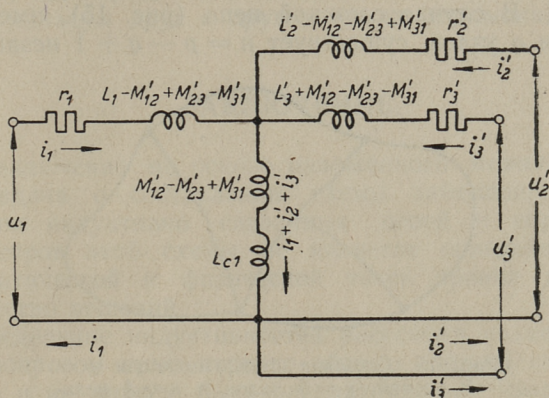 i′₂−M′₁₂−M′₂₃+M′₃₁
r′₂
i′₂
L₁−M′₁₂+M′₂₃−M′₃₁
L′₃+M′₁₂−M′₂₃−M′₃₁
r₁
r′₃
i₁
i′₃
M′₁₂−M′₂₃+M′₃₁
i₁+i′₂+i′₃
u₁
u′₂
u′₃
Lc1
i₁
i′₂
i′₃